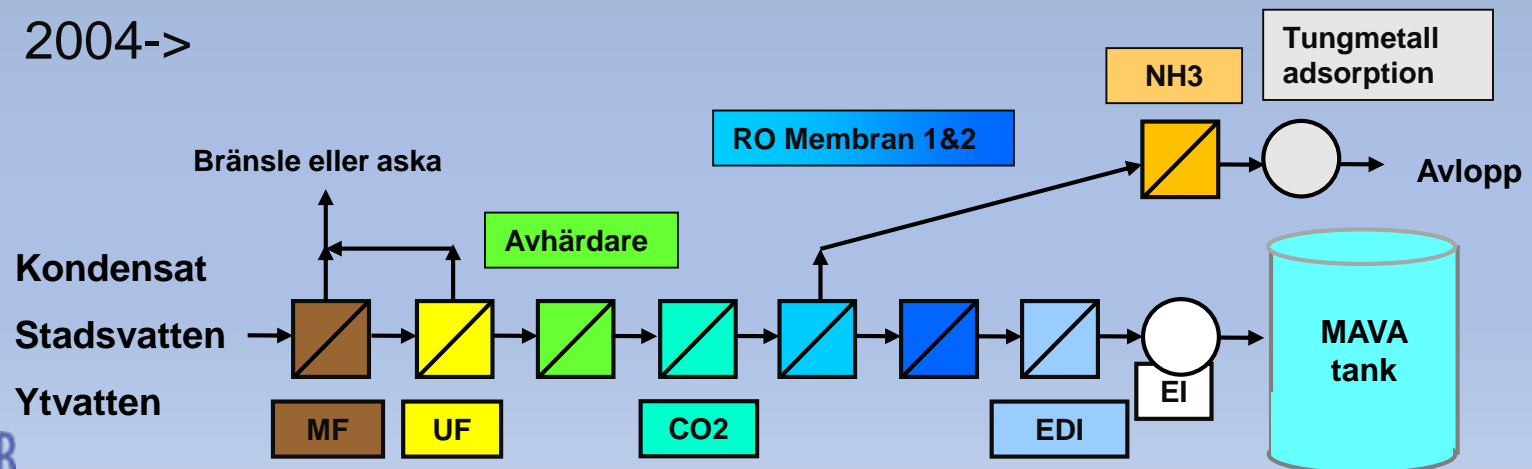 2004->
Tungmetall
adsorption
NH3
RO Membran 1&2
Bränsle eller aska
Avlopp
Avhärdare
Kondensat
Stadsvatten
Ytvatten
MAVA
tank
EI
MF
UF
CO2
EDI